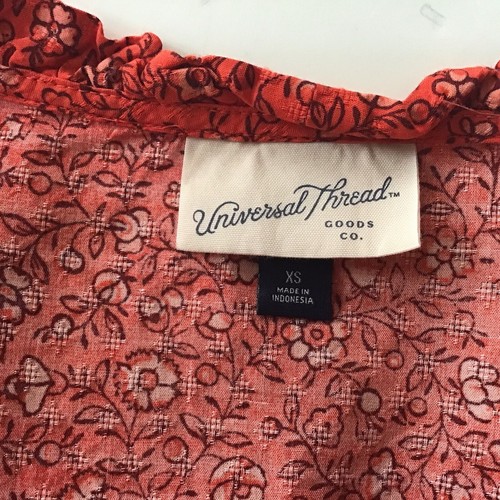 Universal Thread™
GOODS
CO.
XS
MADE IN
INDONESIA